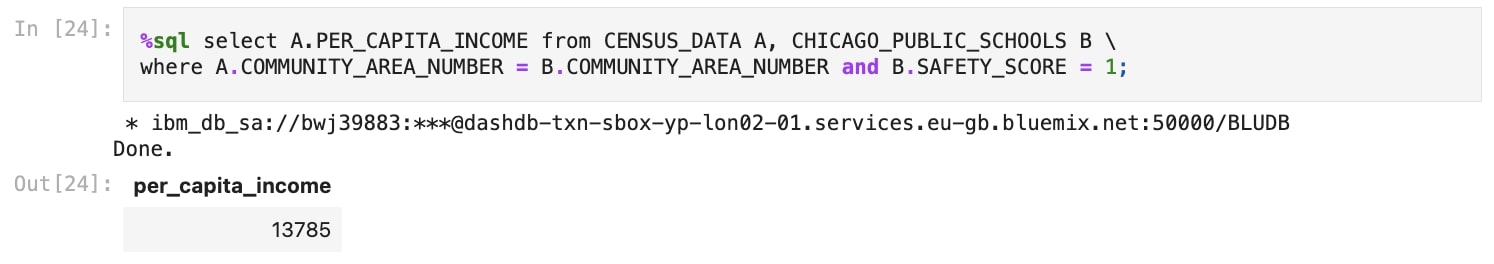 In [24]:
%sql select A.PER_CAPITA_INCOME from CENSUS_DATA A, CHICAGO_PUBLIC_SCHOOLS B \
where A.COMMUNITY_AREA_NUMBER = B.COMMUNITY_AREA_NUMBER and B.SAFETY_SCORE = 1;
* ibm_db_sa://bwj39883:***@dashdb-txn-sbox-yp-lon02-01.services.eu-gb.bluemix.net:50000/BLUDB
Done.
Out[24]:
per_capita_income
13785